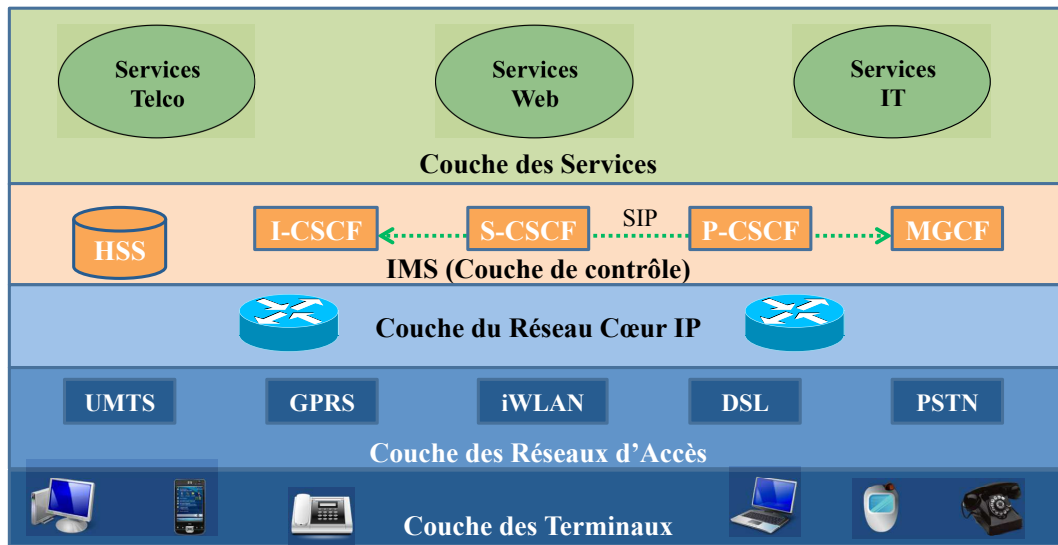 Services
Telco
Services
Web
Services
IT
Couche des Services
HSS
I-CSCF
S-CSCF
SIP
P-CSCF
MGCF
IMS (Couche de contrôle)
Couche du Réseau Cœur IP
UMTS
GPRS
iWLAN
DSL
PSTN
Couche des Réseaux d’Accès
Couche des Terminaux